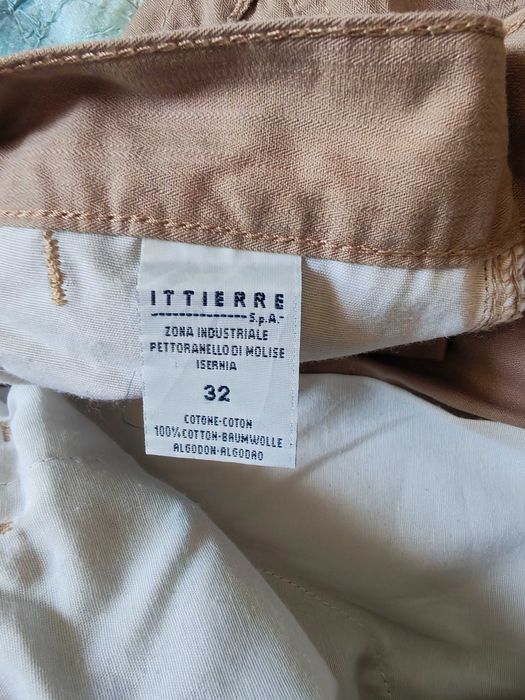 ITTIERRE
S.p.A.
ZONA INDUSTRIALE
PETTORANELLO DI MOLISE
ISERNIA
32
COTONE-COTON
100% COTTON-BAUMWOLLE
ALGODON-ALGODAO